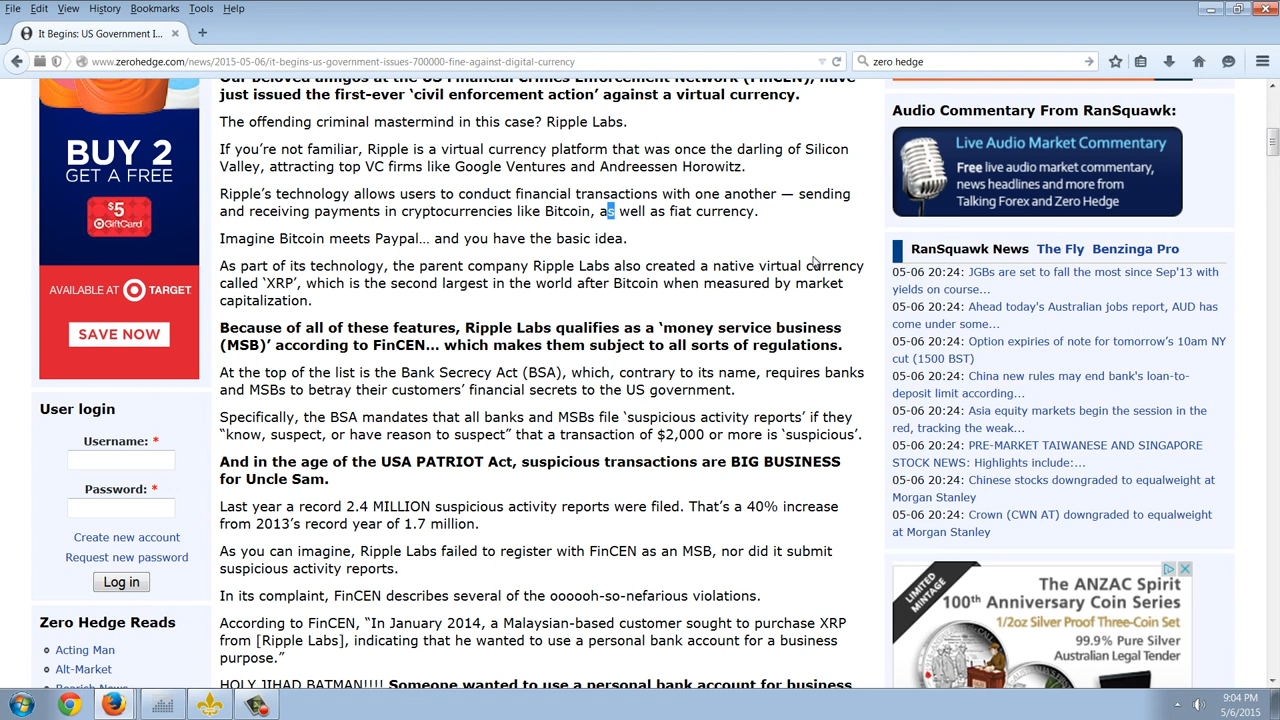 File Edit View History Bookmarks Tools Help
It Begins: US Government I...
www.zerohedge.com/news/2015-05-06/it-begins-us-government-issues-700000-fine-against-digital-currency
zero hedge
BUY 2
GET A FREE
$5
GiftCard
AVAILABLE AT TARGET
SAVE NOW
User login
Username: *
Password: *
Create new account
Request new password
Log in
Zero Hedge Reads
Acting Man
Alt-Market
Bearish News
Our beloved amigos at the US Financial Crimes Enforcement Network (FinCEN), have
just issued the first-ever ‘civil enforcement action’ against a virtual currency.
The offending criminal mastermind in this case? Ripple Labs.
If you’re not familiar, Ripple is a virtual currency platform that was once the darling of Silicon
Valley, attracting top VC firms like Google Ventures and Andreessen Horowitz.
Ripple’s technology allows users to conduct financial transactions with one another — sending
and receiving payments in cryptocurrencies like Bitcoin, as well as fiat currency.
Imagine Bitcoin meets Paypal… and you have the basic idea.
As part of its technology, the parent company Ripple Labs also created a native virtual currency
called ‘XRP’, which is the second largest in the world after Bitcoin when measured by market
capitalization.
Because of all of these features, Ripple Labs qualifies as a ‘money service business
(MSB)’ according to FinCEN… which makes them subject to all sorts of regulations.
At the top of the list is the Bank Secrecy Act (BSA), which, contrary to its name, requires banks
and MSBs to betray their customers’ financial secrets to the US government.
Specifically, the BSA mandates that all banks and MSBs file ‘suspicious activity reports’ if they
“know, suspect, or have reason to suspect” that a transaction of $2,000 or more is ‘suspicious’.
And in the age of the USA PATRIOT Act, suspicious transactions are BIG BUSINESS
for Uncle Sam.
Last year a record 2.4 MILLION suspicious activity reports were filed. That’s a 40% increase
from 2013’s record year of 1.7 million.
As you can imagine, Ripple Labs failed to register with FinCEN as an MSB, nor did it submit
suspicious activity reports.
In its complaint, FinCEN describes several of the oooooh-so-nefarious violations.
According to FinCEN, “In January 2014, a Malaysian-based customer sought to purchase XRP
from [Ripple Labs], indicating that he wanted to use a personal bank account for a business
purpose.”
HOLY JIHAD BATMAN!!!! Someone wanted to use a personal bank account for business
Audio Commentary From RanSquawk:
Live Audio Market Commentary
Free live audio market commentary,
news headlines and more from
Talking Forex and Zero Hedge
RanSquawk News The Fly Benzinga Pro
05-06 20:24: JGBs are set to fall the most since Sep'13 with
yields on course...
05-06 20:24: Ahead today's Australian jobs report, AUD has
come under some...
05-06 20:24: Option expiries of note for tomorrow’s 10am NY
cut (1500 BST)
05-06 20:24: China new rules may end bank's loan-to-
deposit limit according...
05-06 20:24: Asia equity markets begin the session in the
red, tracking the weak...
05-06 20:24: PRE-MARKET TAIWANESE AND SINGAPORE
STOCK NEWS: Highlights include:...
05-06 20:24: Chinese stocks downgraded to equalweight at
Morgan Stanley
05-06 20:24: Crown (CWN AT) downgraded to equalweight
at Morgan Stanley
LIMITED
MINTAGE
The ANZAC Spirit
100th Anniversary Coin Series
1/2oz Silver Proof Three-Coin Set
99.9% Pure Silver
Australian Legal Tender
9:04 PM
5/6/2015